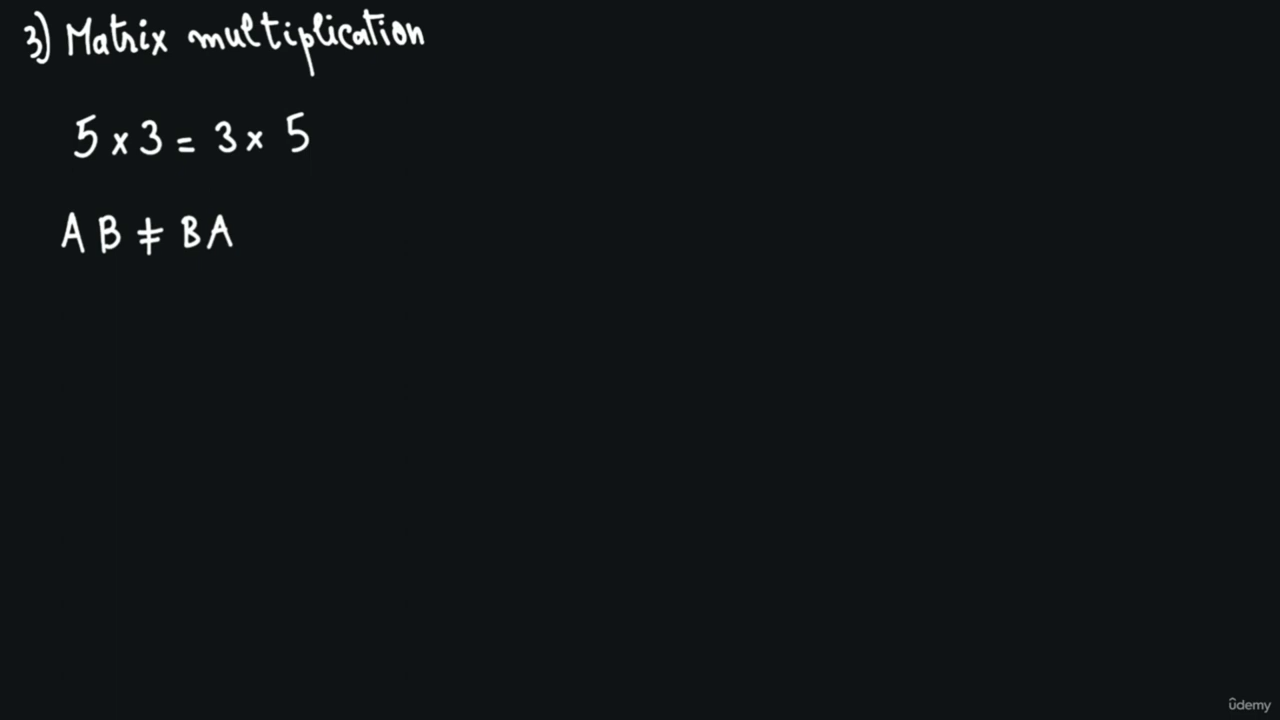 3) Matrix multiplication
5 × 3 = 3 × 5
A B ≠ B A
ûdemy